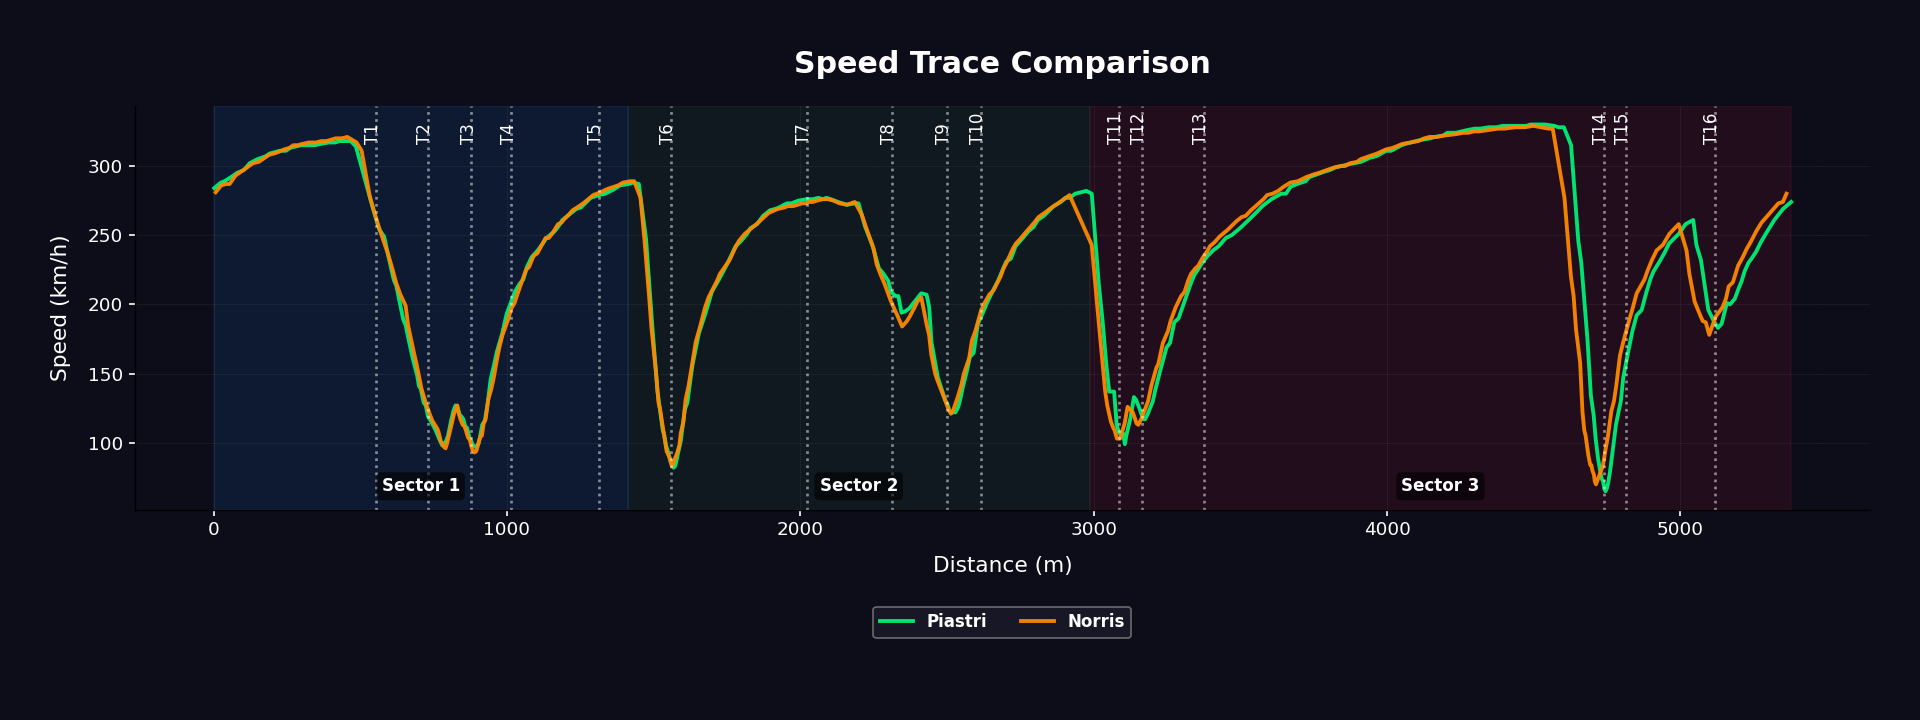 Speed Trace Comparison
T1 T2 T3 T4 T5 T6 T7 T8 T9 T10 T11 T12 T13 T14 T15 T16
Speed (km/h)
300
250
200
150
100
Sector 1 Sector 2 Sector 3
0 1000 2000 3000 4000 5000
Distance (m)
Piastri Norris